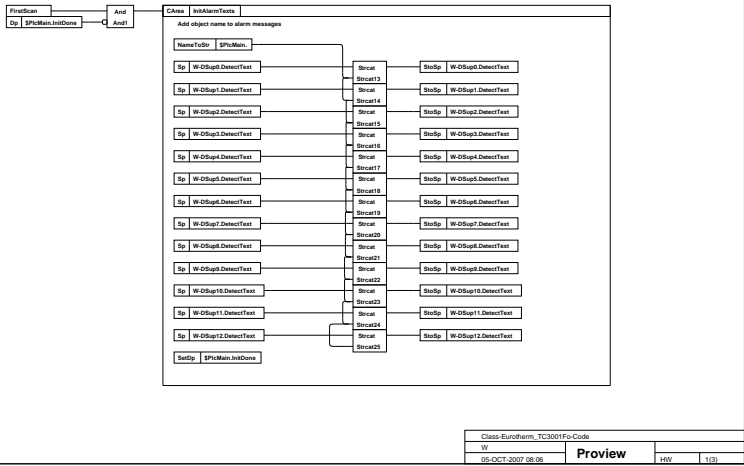 FirstScan And CArea InitAlarmTexts
Dp $PlcMain.InitDone And1
Add object name to alarm messages
NameToStr $PlcMain.
Sp W-DSup0.DetectText Strcat StoSp W-DSup0.DetectText
Strcat13
Sp W-DSup1.DetectText Strcat StoSp W-DSup1.DetectText
Strcat14
Sp W-DSup2.DetectText Strcat StoSp W-DSup2.DetectText
Strcat15
Sp W-DSup3.DetectText Strcat StoSp W-DSup3.DetectText
Strcat16
Sp W-DSup4.DetectText Strcat StoSp W-DSup4.DetectText
Strcat17
Sp W-DSup5.DetectText Strcat StoSp W-DSup5.DetectText
Strcat18
Sp W-DSup6.DetectText Strcat StoSp W-DSup6.DetectText
Strcat19
Sp W-DSup7.DetectText Strcat StoSp W-DSup7.DetectText
Strcat20
Sp W-DSup8.DetectText Strcat StoSp W-DSup8.DetectText
Strcat21
Sp W-DSup9.DetectText Strcat StoSp W-DSup9.DetectText
Strcat22
Sp W-DSup10.DetectText Strcat StoSp W-DSup10.DetectText
Strcat23
Sp W-DSup11.DetectText Strcat StoSp W-DSup11.DetectText
Strcat24
Sp W-DSup12.DetectText Strcat StoSp W-DSup12.DetectText
Strcat25
SetDp $PlcMain.InitDone
Class-Eurotherm_TC3001Fo-Code
W
05-OCT-2007 08:06 Proview HW 1(3)